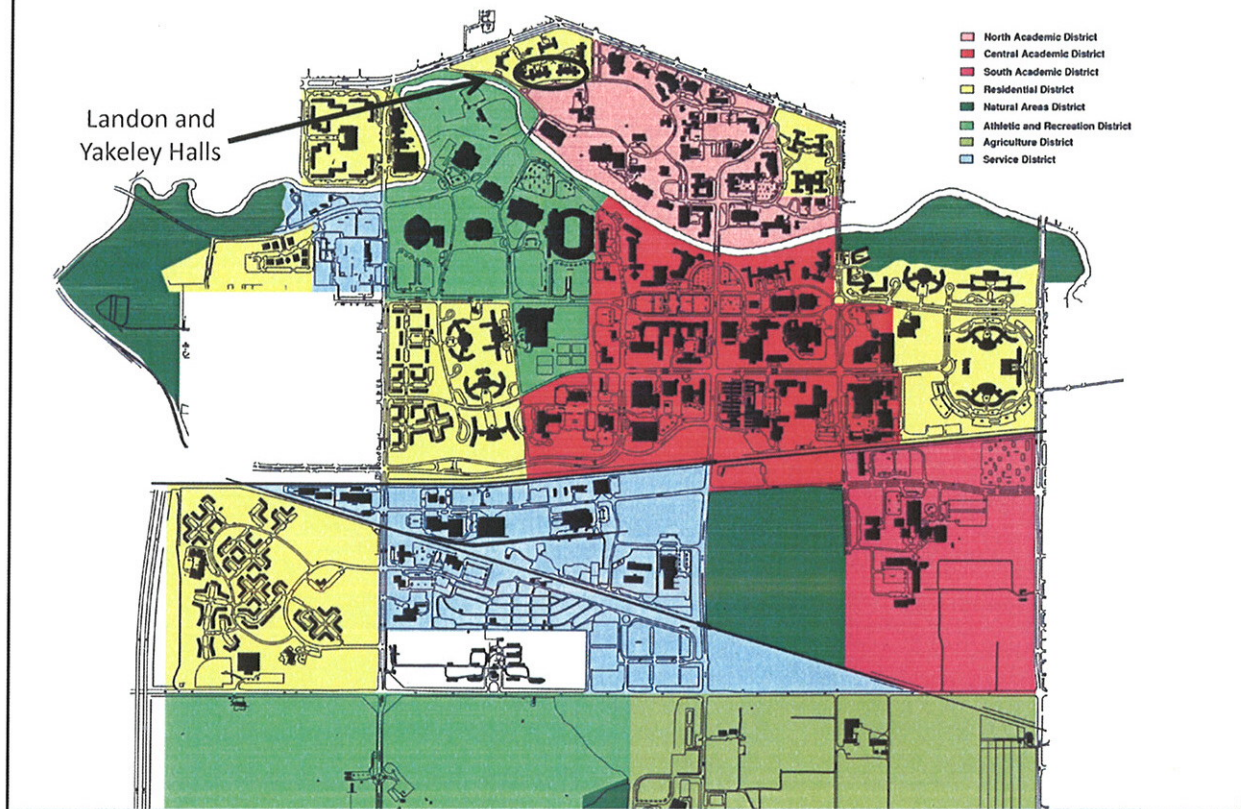 North Academic District
Central Academic District
South Academic District
Residential District
Natural Areas District
Athletic and Recreation District
Agriculture District
Service District
Landon and
Yakeley Halls